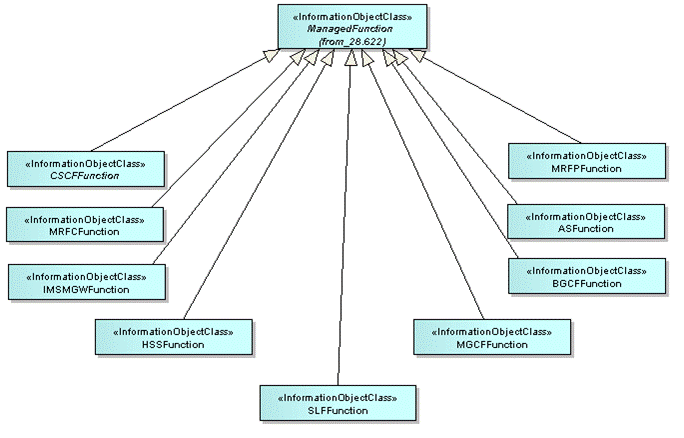 «InformationObjectClass»
ManagedFunction
(from_28.622)
«InformationObjectClass»
CSCFFunction
«InformationObjectClass»
MRFPFunction
«InformationObjectClass»
MRFCFunction
«InformationObjectClass»
ASFunction
«InformationObjectClass»
IMSMGWFunction
«InformationObjectClass»
BGCFFunction
«InformationObjectClass»
HSSFunction
«InformationObjectClass»
MGCFFunction
«InformationObjectClass»
SLFFunction